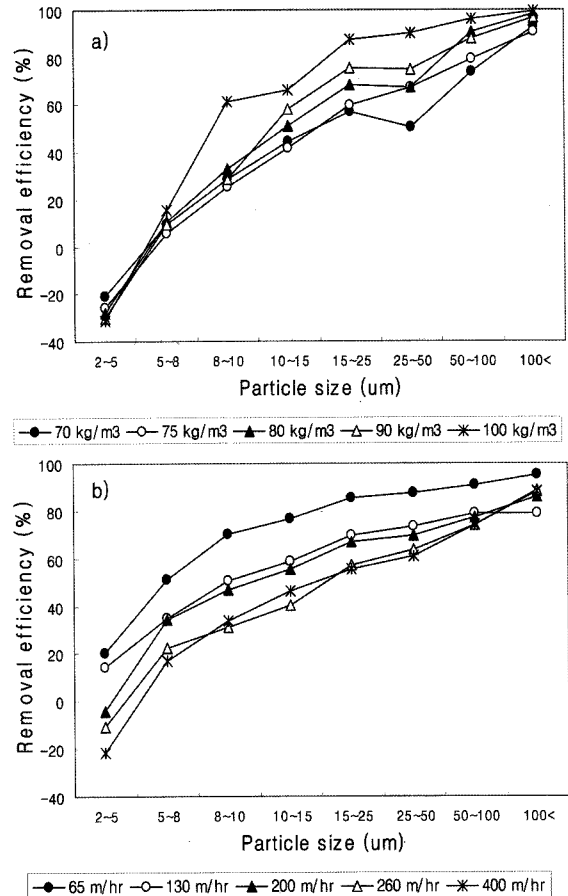 a)
Removal efficiency (%)
100
80
60
40
20
0
-20
-40
2~5 5~8 8~10 10~15 15~25 25~50 50~100 100<
Particle size (um)
70 kg/m3 75 kg/m3 80 kg/m3 90 kg/m3 100 kg/m3
b)
Removal efficiency (%)
100
80
60
40
20
0
-20
-40
2~5 5~8 8~10 10~15 15~25 25~50 50~100 100<
Particle size (um)
65 m/hr 130 m/hr 200 m/hr 260 m/hr 400 m/hr